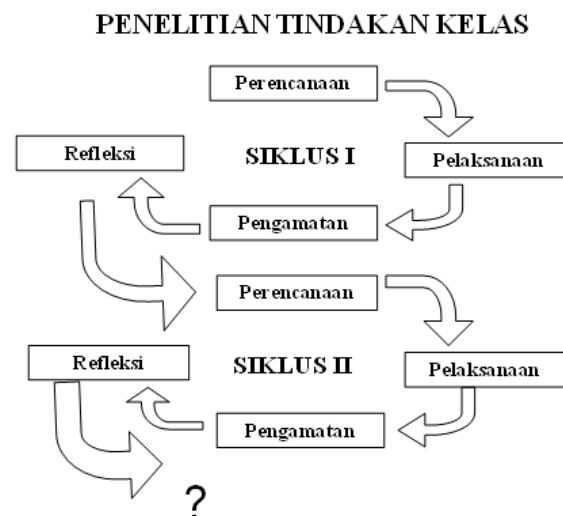 PENELITIAN TINDAKAN KELAS
Perencanaan
Refleksi
SIKLUS I
Pelaksanaan
Pengamatan
Perencanaan
Refleksi
SIKLUS II
Pelaksanaan
Pengamatan
?